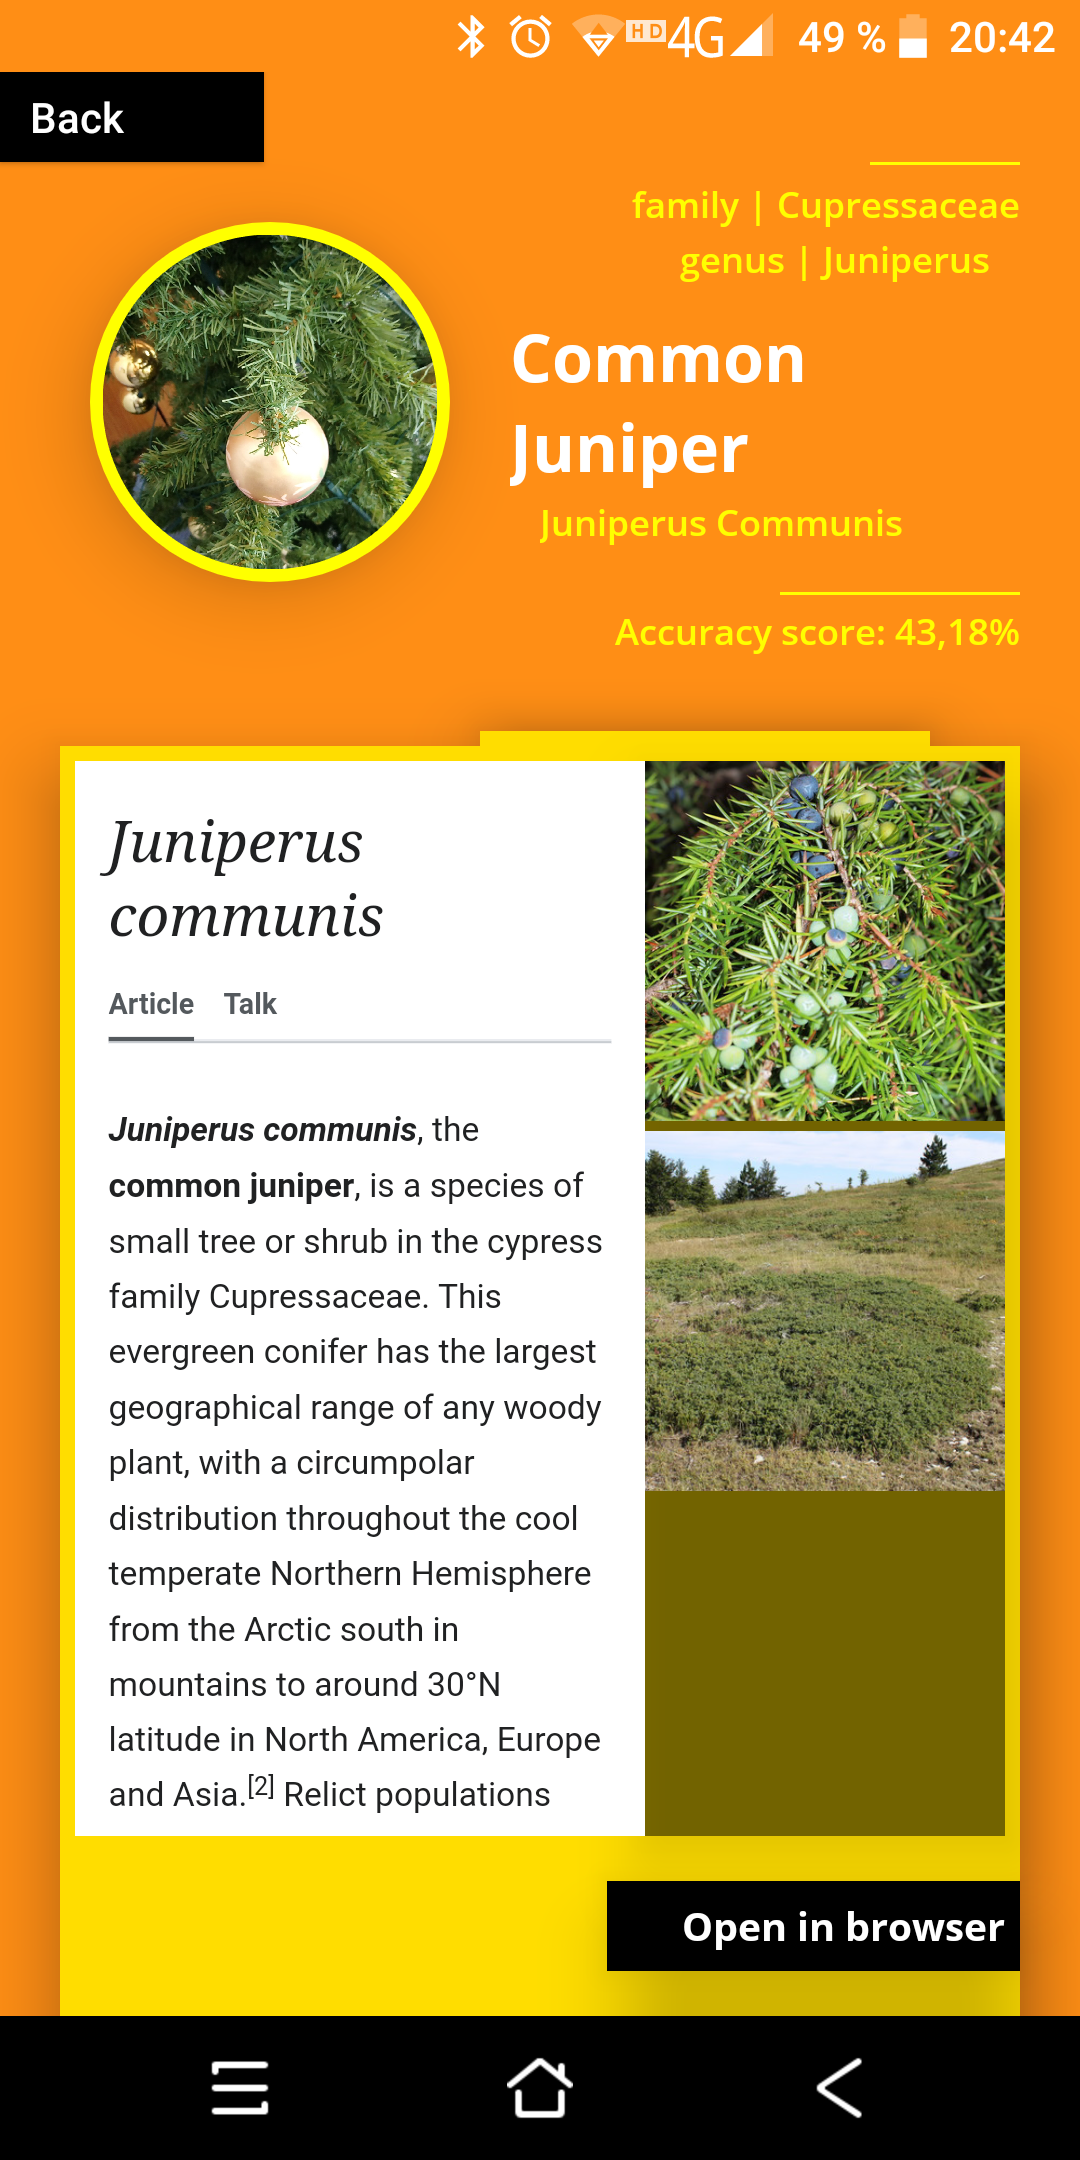 HD 4G 49 % 20:42
Back
family | Cupressaceae
genus | Juniperus
Common
Juniper
Juniperus Communis
Accuracy score: 43,18%
Juniperus
communis
Article Talk
Juniperus communis, the
common juniper, is a species of
small tree or shrub in the cypress
family Cupressaceae. This
evergreen conifer has the largest
geographical range of any woody
plant, with a circumpolar
distribution throughout the cool
temperate Northern Hemisphere
from the Arctic south in
mountains to around 30°N
latitude in North America, Europe
and Asia.[2] Relict populations
Open in browser